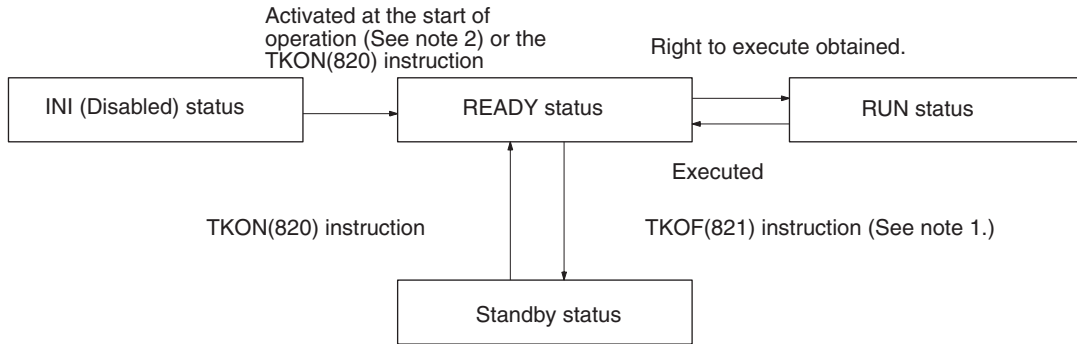 Activated at the start of
operation (See note 2) or the
TKON(820) instruction
Right to execute obtained.
INI (Disabled) status
READY status
RUN status
Executed
TKON(820) instruction
TKOF(821) instruction (See note 1.)
Standby status